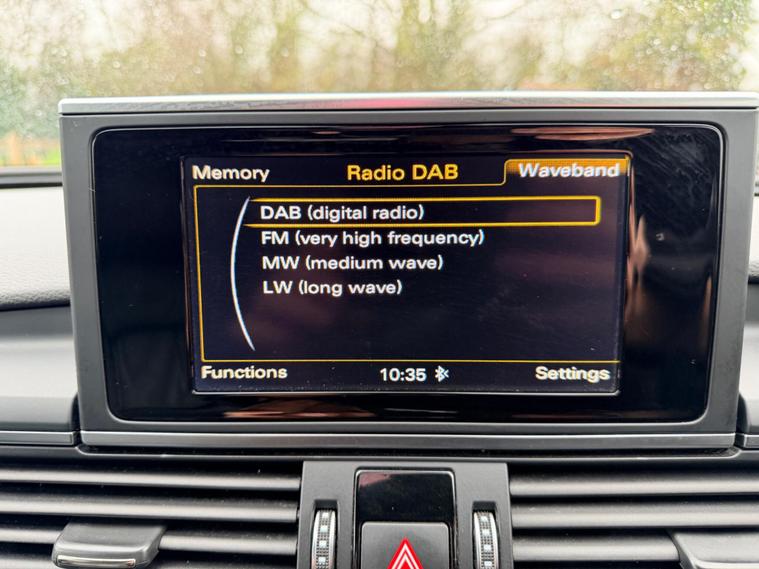 Memory Radio DAB Waveband
DAB (digital radio)
FM (very high frequency)
MW (medium wave)
LW (long wave)
Functions 10:35 Settings